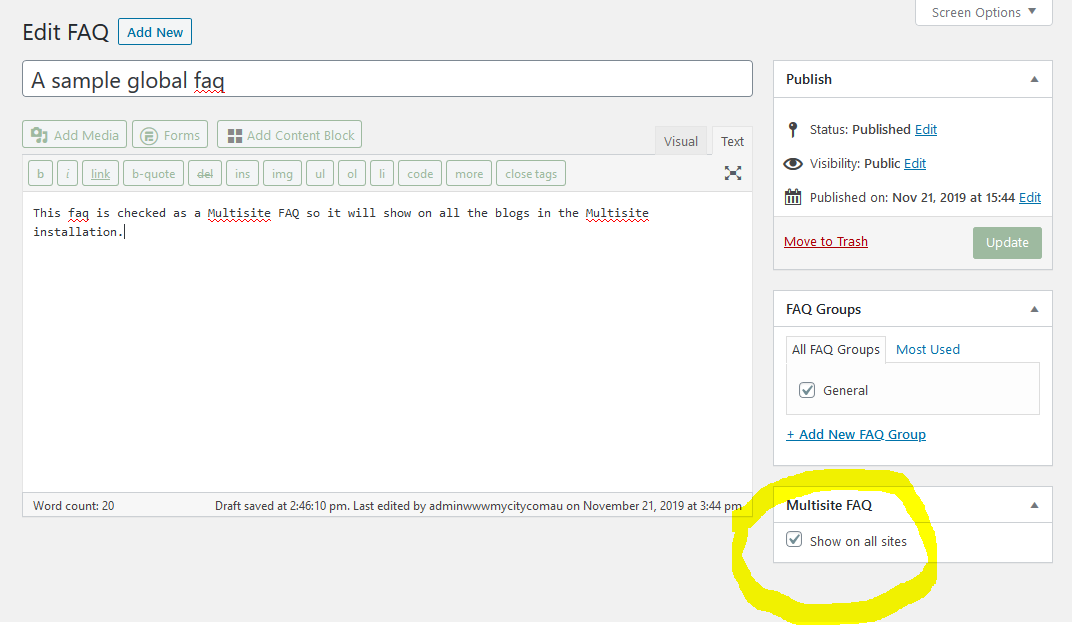 Screen Options
Edit FAQ Add New
A sample global faq
Add Media Forms Add Content Block
Visual Text
b i link b-quote del ins img ul ol li code more close tags
This faq is checked as a Multisite FAQ so it will show on all the blogs in the Multisite
installation.
Word count: 20 Draft saved at 2:46:10 pm. Last edited by adminwwwmycitycomau on November 21, 2019 at 3:44 pm
Publish
Status: Published Edit
Visibility: Public Edit
Published on: Nov 21, 2019 at 15:44 Edit
Move to Trash Update
FAQ Groups
All FAQ Groups Most Used
General
+ Add New FAQ Group
Multisite FAQ
Show on all sites